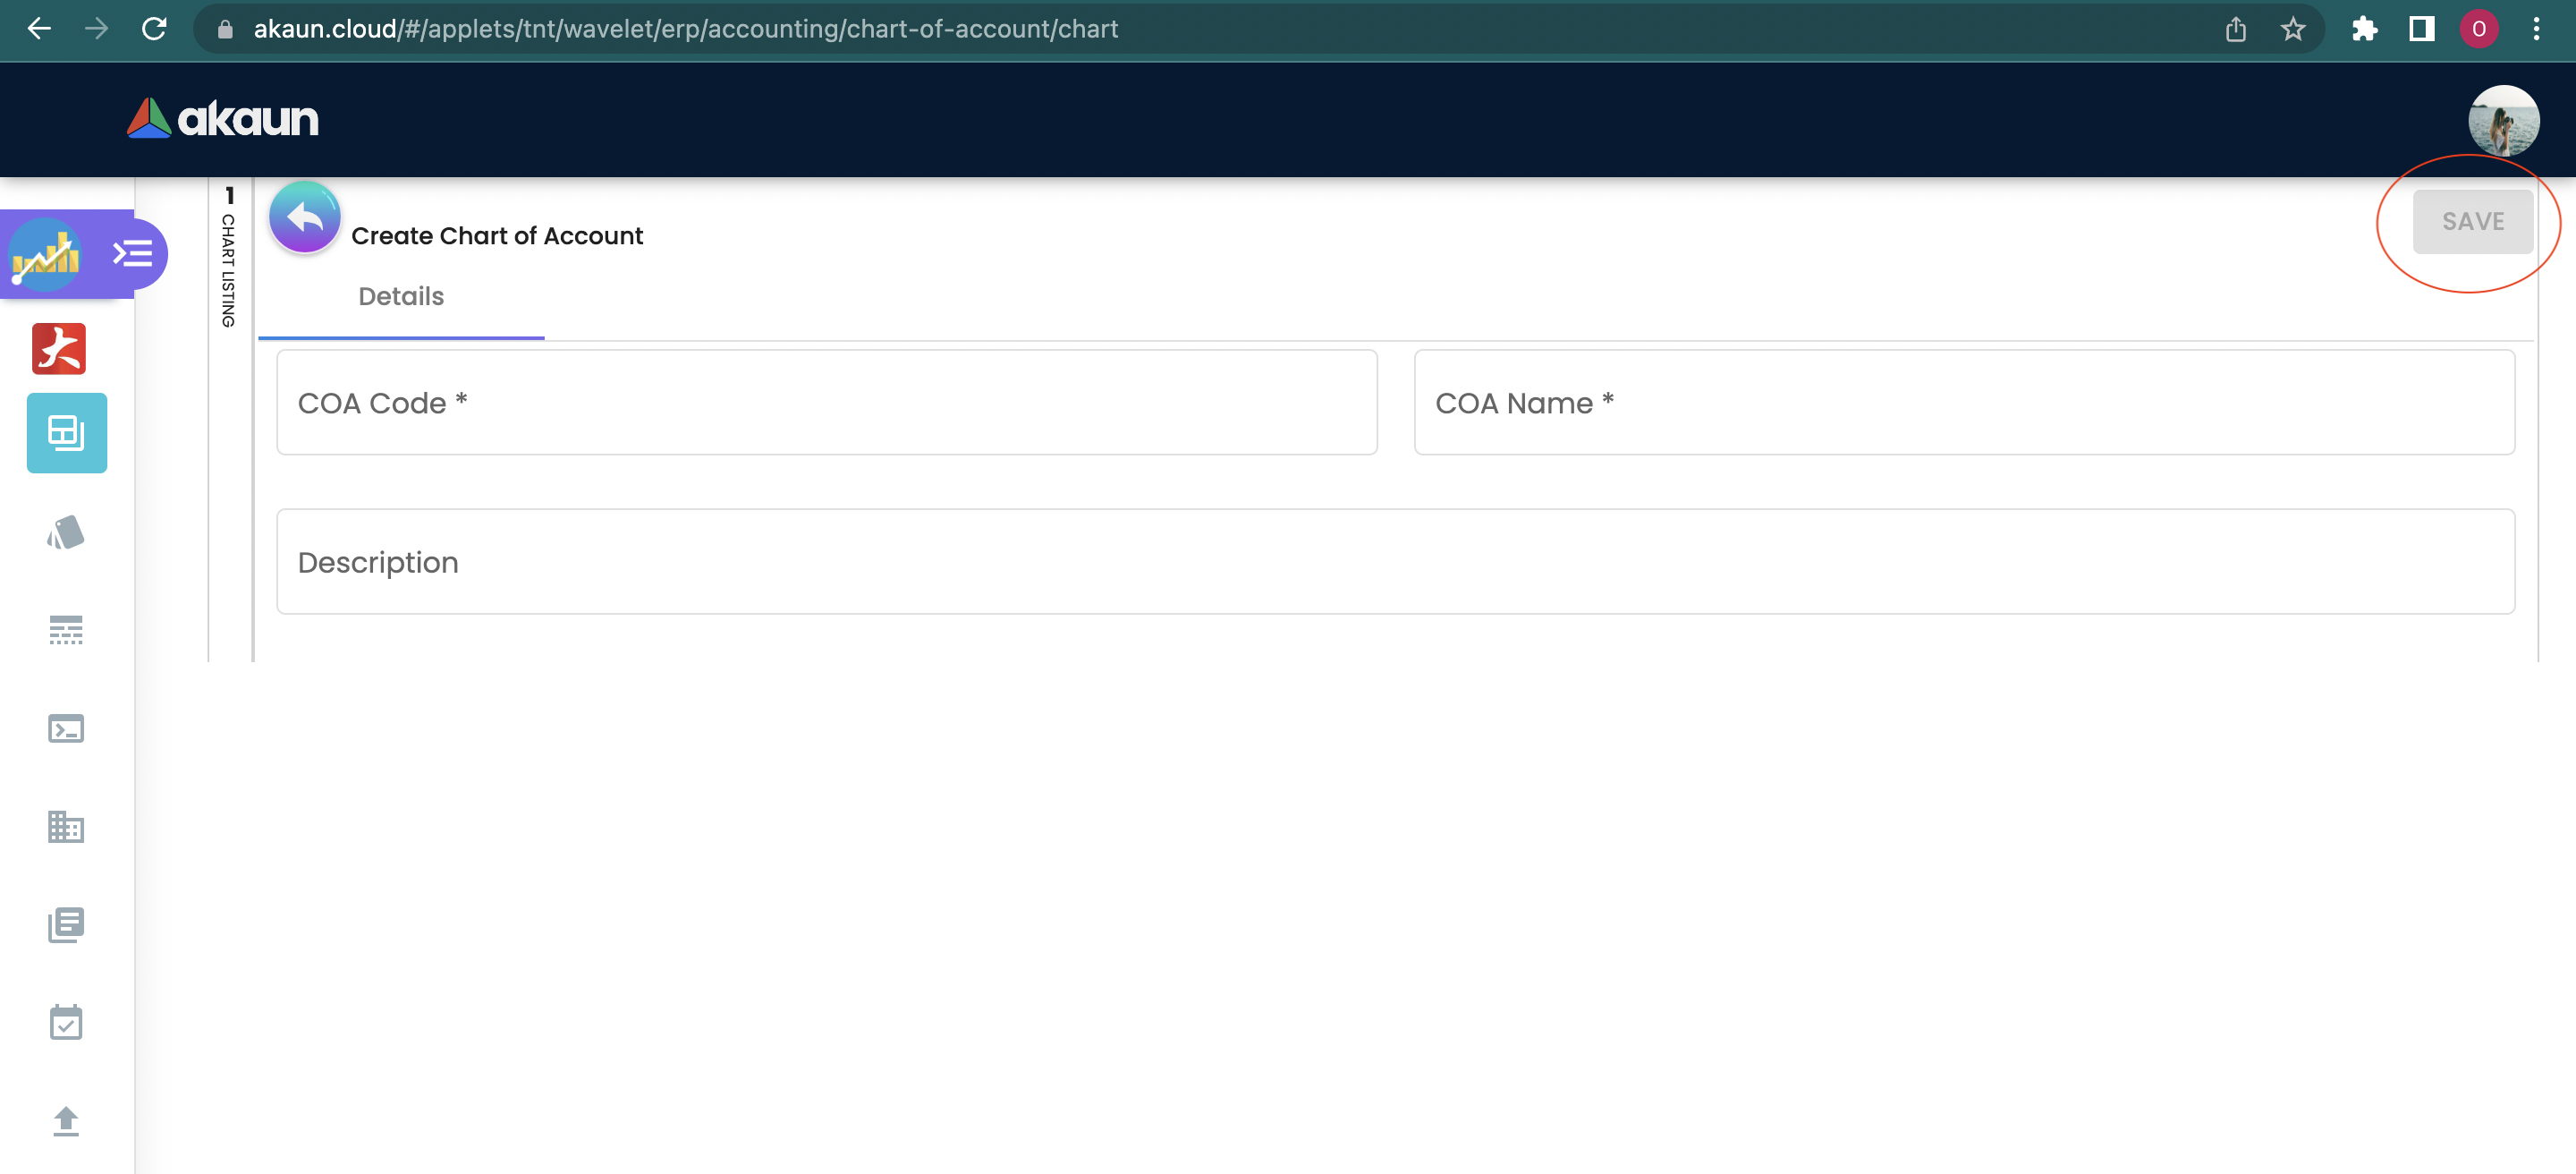 akaun.cloud/#/applets/tnt/wavelet/erp/accounting/chart-of-account/chart
O
akaun
1
CHART LISTING
Create Chart of Account
SAVE
Details
COA Code *
COA Name *
Description